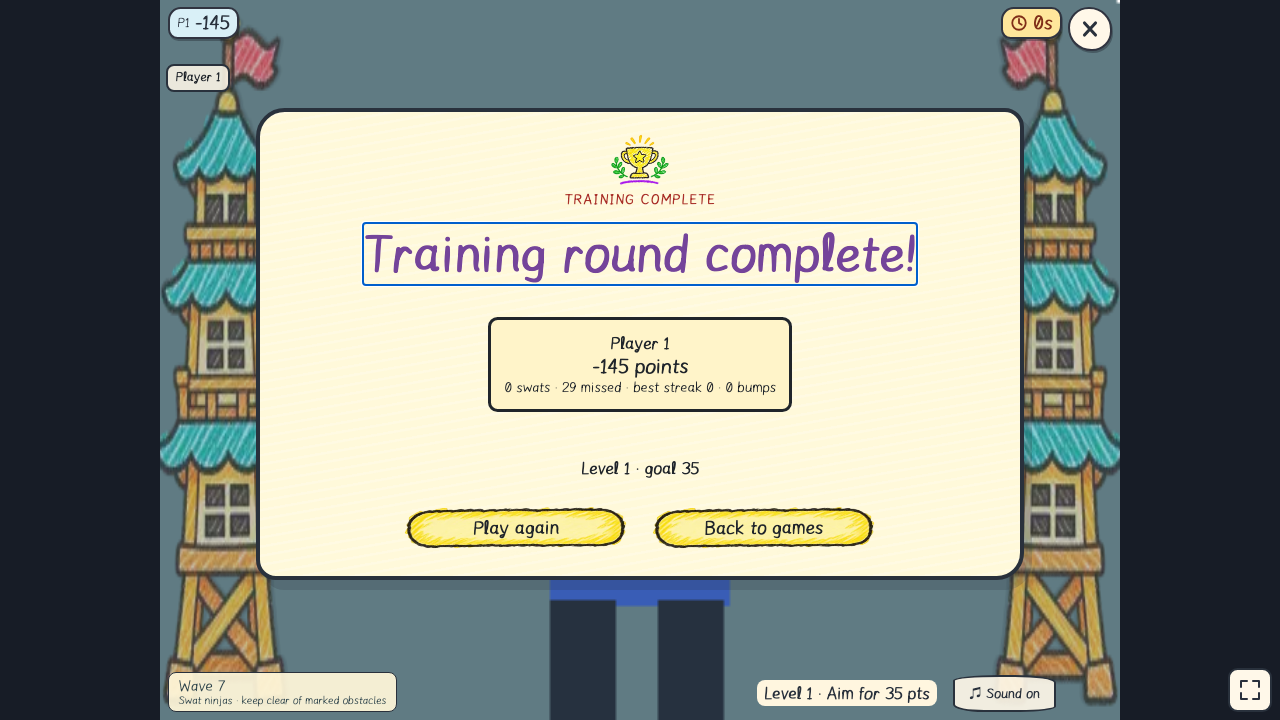 P1 -145
0s
Player 1
TRAINING COMPLETE
Training round complete!
Player 1
-145 points
0 swats · 29 missed · best streak 0 · 0 bumps
Level 1 · goal 35
Play again
Back to games
Wave 7
Swat ninjas · keep clear of marked obstacles
Level 1 · Aim for 35 pts
Sound on